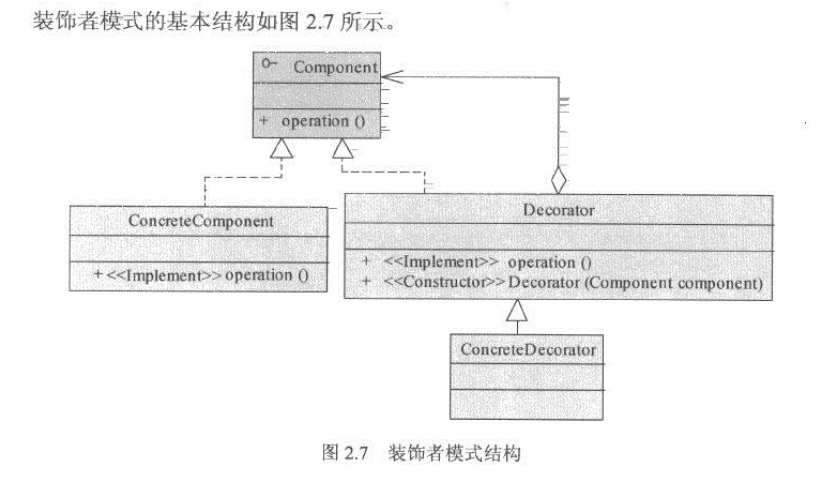 装饰者模式的基本结构如图 2.7 所示。
Component
+ operation ()
ConcreteComponent
+ <<Implement>> operation ()
Decorator
+ <<Implement>> operation ()
+ <<Constructor>> Decorator (Component component)
ConcreteDecorator
图 2.7 装饰者模式结构